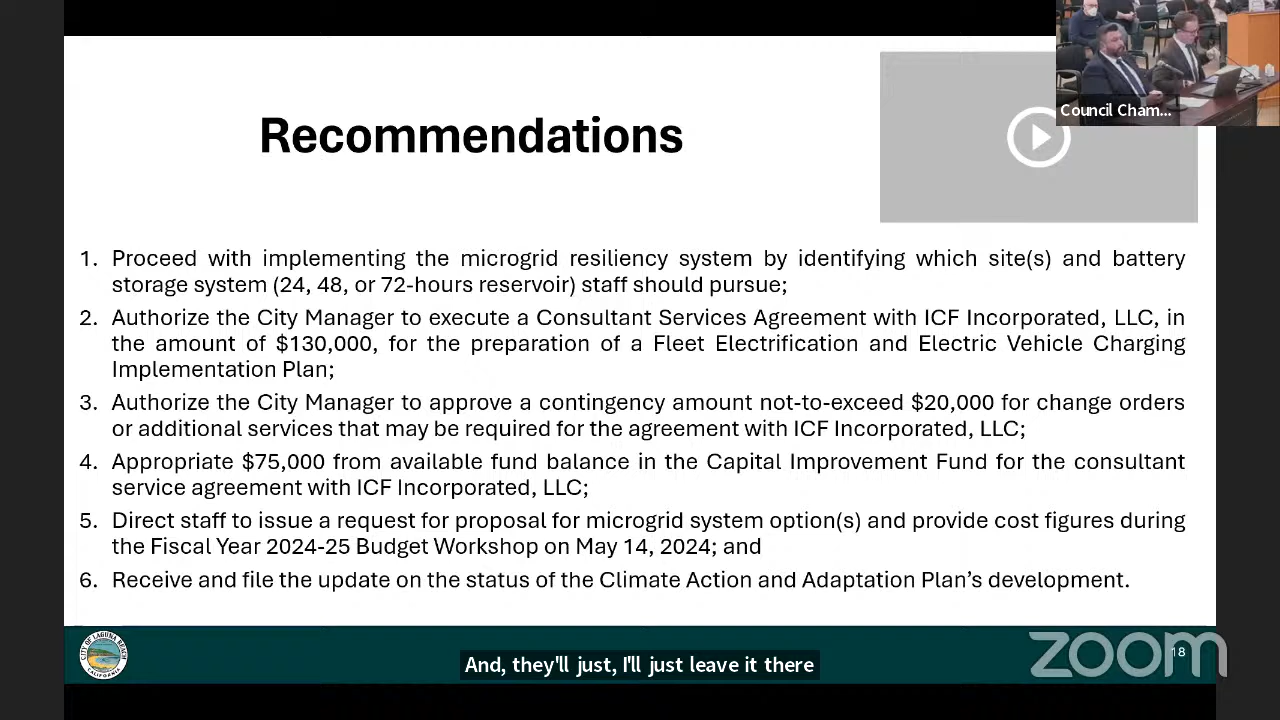 Council Cham...
Recommendations
1. Proceed with implementing the microgrid resiliency system by identifying which site(s) and battery
storage system (24, 48, or 72-hours reservoir) staff should pursue;
2. Authorize the City Manager to execute a Consultant Services Agreement with ICF Incorporated, LLC, in
the amount of $130,000, for the preparation of a Fleet Electrification and Electric Vehicle Charging
Implementation Plan;
3. Authorize the City Manager to approve a contingency amount not-to-exceed $20,000 for change orders
or additional services that may be required for the agreement with ICF Incorporated, LLC;
4. Appropriate $75,000 from available fund balance in the Capital Improvement Fund for the consultant
service agreement with ICF Incorporated, LLC;
5. Direct staff to issue a request for proposal for microgrid system option(s) and provide cost figures during
the Fiscal Year 2024-25 Budget Workshop on May 14, 2024; and
6. Receive and file the update on the status of the Climate Action and Adaptation Plan's development.
CITY OF LAGUNA BEACH
CALIFORNIA
And, they'll just, I'll just leave it there
zoom
18